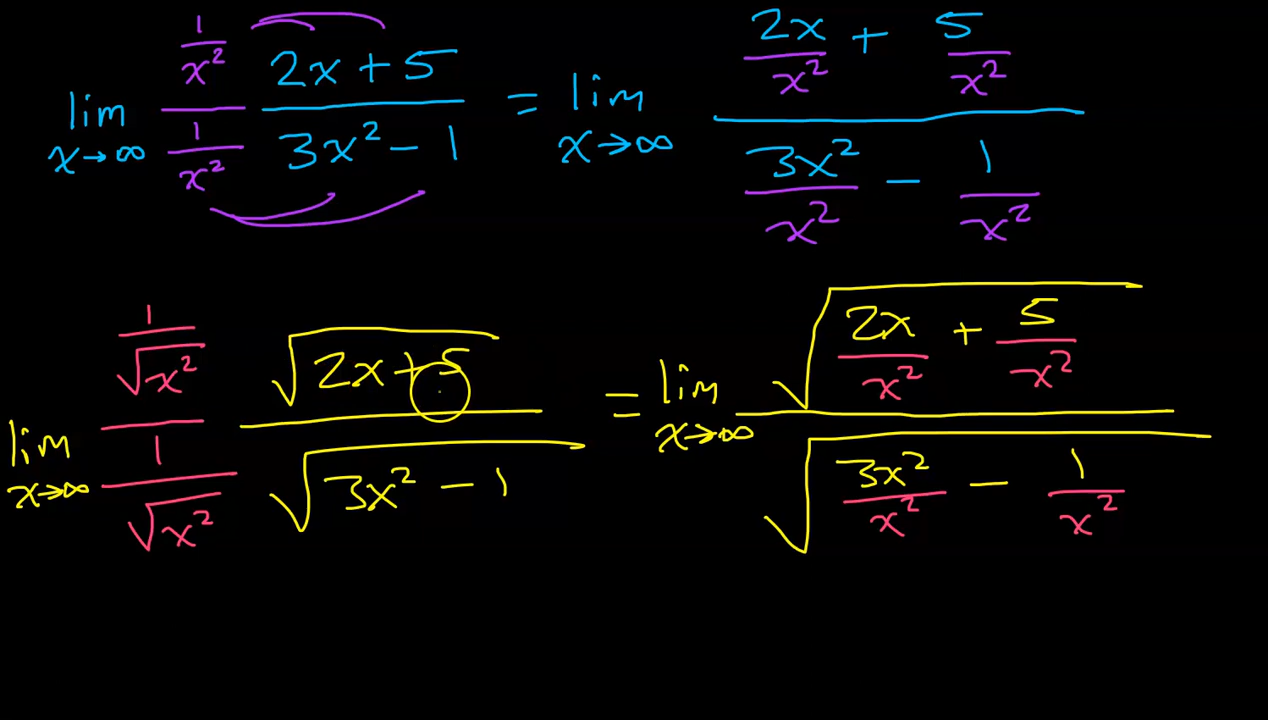 lim x→∞ (1/x²)/(1/x²) (2x + 5)/(3x² - 1) = lim x→∞ (2x/x² + 5/x²)/(3x²/x² - 1/x²)
lim x→∞ (1/√x²)/(1/√x²) √(2x + 5)/√(3x² - 1) = lim x→∞ √(2x/x² + 5/x²)/√(3x²/x² - 1/x²)